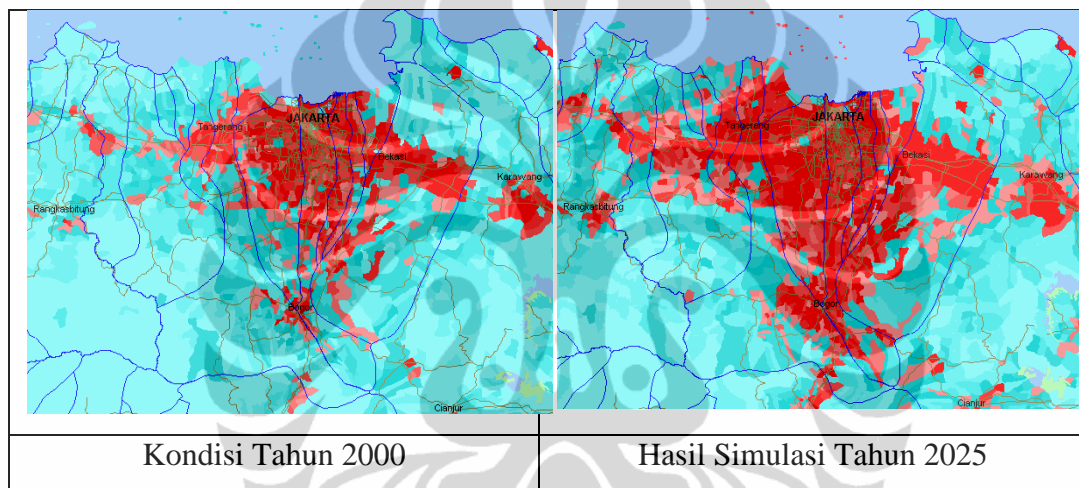 JAKARTA
Tangerang
Bekasi
Karawang
Rangkasbitung
Bogor
Cianjur
JAKARTA
Tangerang
Bekasi
Karawang
Rangkasbitung
Bogor
Cianjur
Kondisi Tahun 2000
Hasil Simulasi Tahun 2025